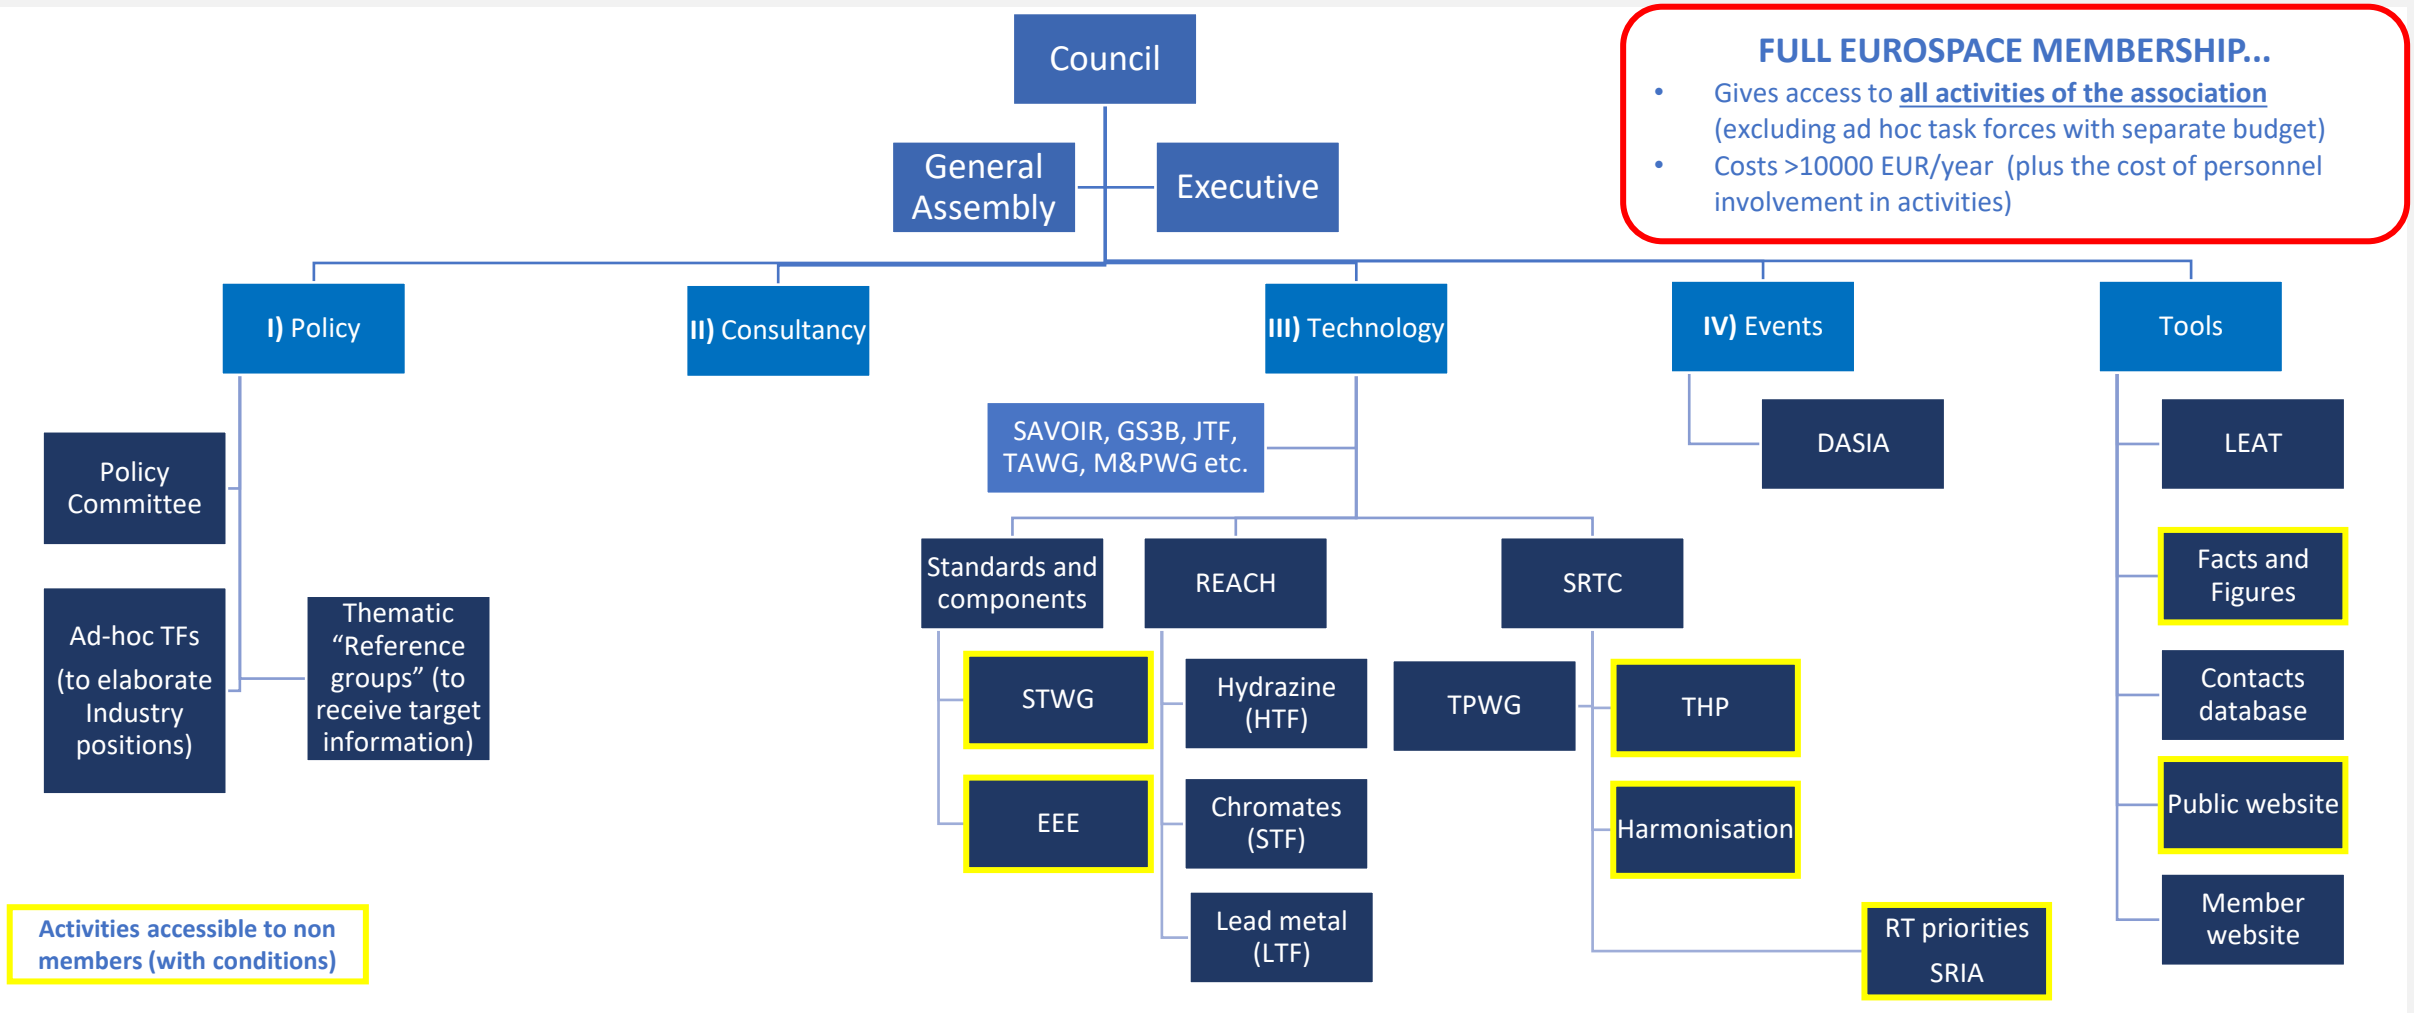 Council
FULL EUROSPACE MEMBERSHIP...
• Gives access to all activities of the association
(excluding ad hoc task forces with separate budget)
• Costs >10000 EUR/year (plus the cost of personnel
involvement in activities)
General
Assembly
Executive
I) Policy
II) Consultancy
III) Technology
IV) Events
Tools
Policy
Committee
Ad-hoc TFs
(to elaborate
Industry
positions)
Thematic
“Reference
groups” (to
receive target
information)
SAVOIR, GS3B, JTF,
TAWG, M&PWG etc.
Standards and
components
STWG
EEE
REACH
Hydrazine
(HTF)
Chromates
(STF)
Lead metal
(LTF)
SRTC
TPWG
THP
Harmonisation
RT priorities
SRIA
DASIA
LEAT
Facts and
Figures
Contacts
database
Public website
Member
website
Activities accessible to non
members (with conditions)